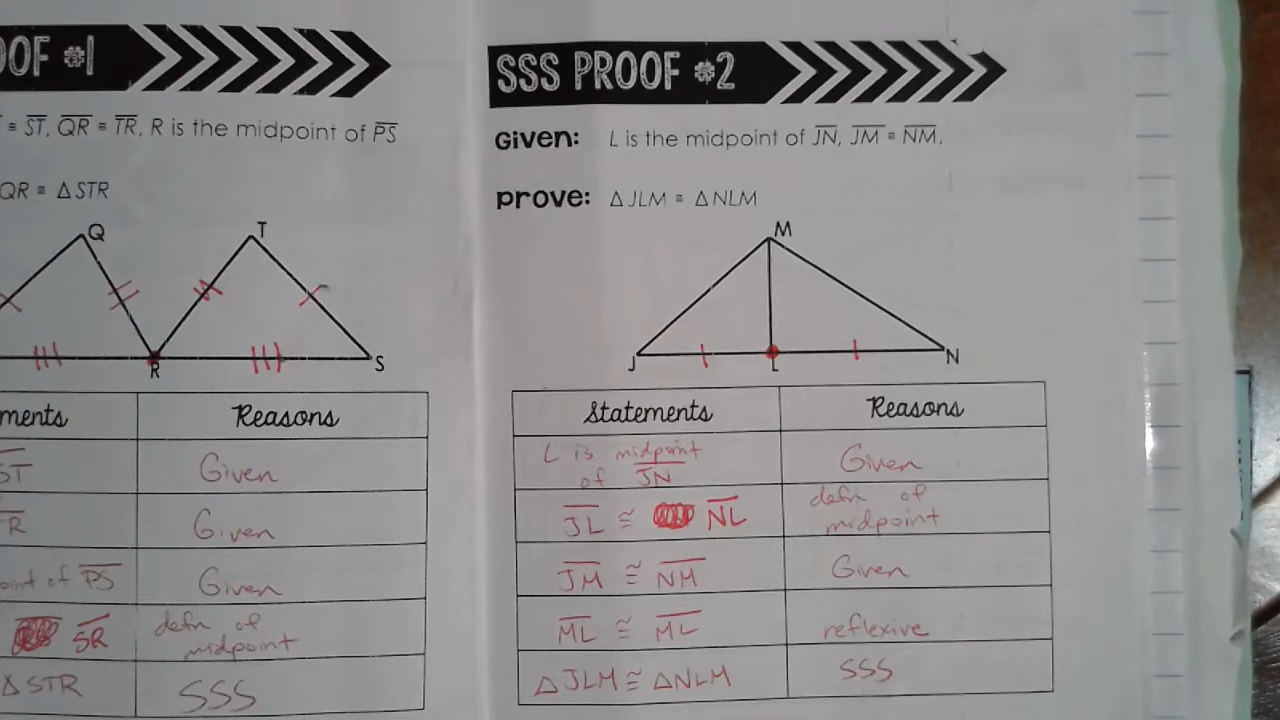 OOF #1
≅ ST, QR ≅ TR, R is the midpoint of PS
QR ≅ △STR
Q
T
R
S
ments
Reasons
ST
Given
TR
Given
oint of PS
Given
SR
defn of
midpoint
△STR
SSS
SSS PROOF #2
Given: L is the midpoint of JN, JM ≅ NM.
prove: △JLM ≅ △NLM
M
J
L
N
Statements
Reasons
L is midpoint
of JN
Given
JL ≅ NL
defn of
midpoint
JM ≅ NM
Given
ML ≅ ML
reflexive
△JLM ≅ △NLM
SSS